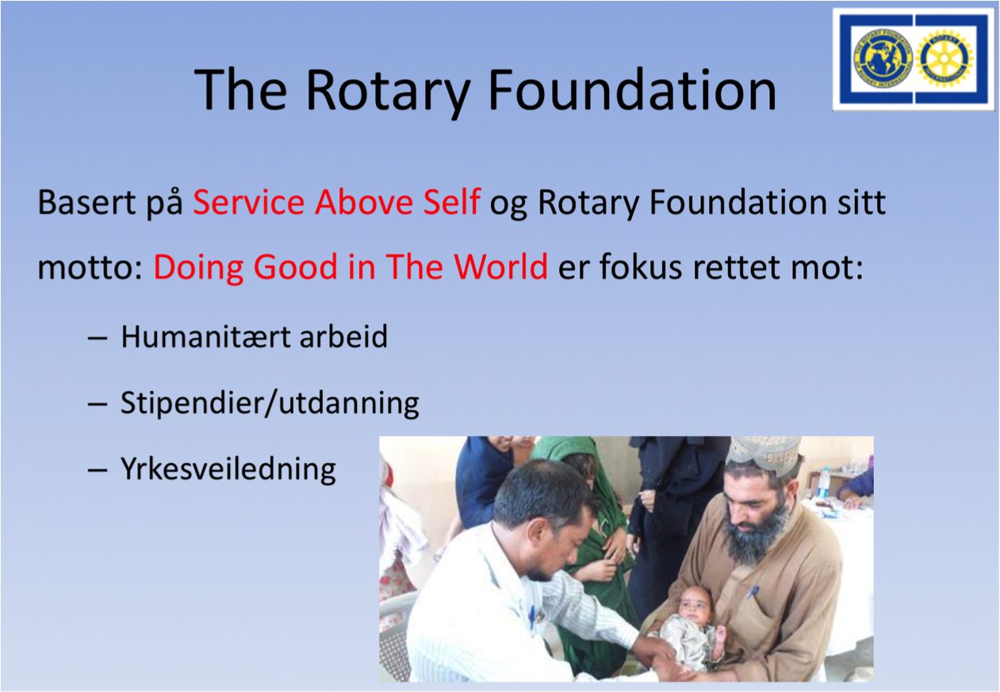 The Rotary Foundation
THE ROTARY FOUNDATION
OF ROTARY INTERNATIONAL
ROTARY
INTERNATIONAL
Basert på Service Above Self og Rotary Foundation sitt
motto: Doing Good in The World er fokus rettet mot:
– Humanitært arbeid
– Stipendier/utdanning
– Yrkesveiledning